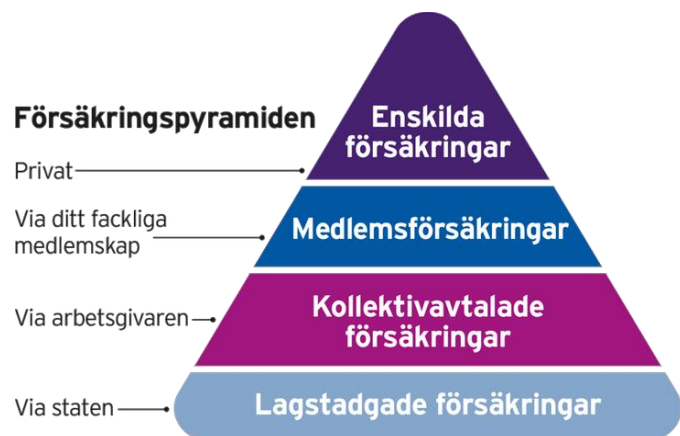 Försäkringspyramiden
Enskilda
försäkringar
Privat
Via ditt fackliga
medlemskap
Medlemsförsäkringar
Via arbetsgivaren
Kollektivavtalade
försäkringar
Via staten
Lagstadgade försäkringar